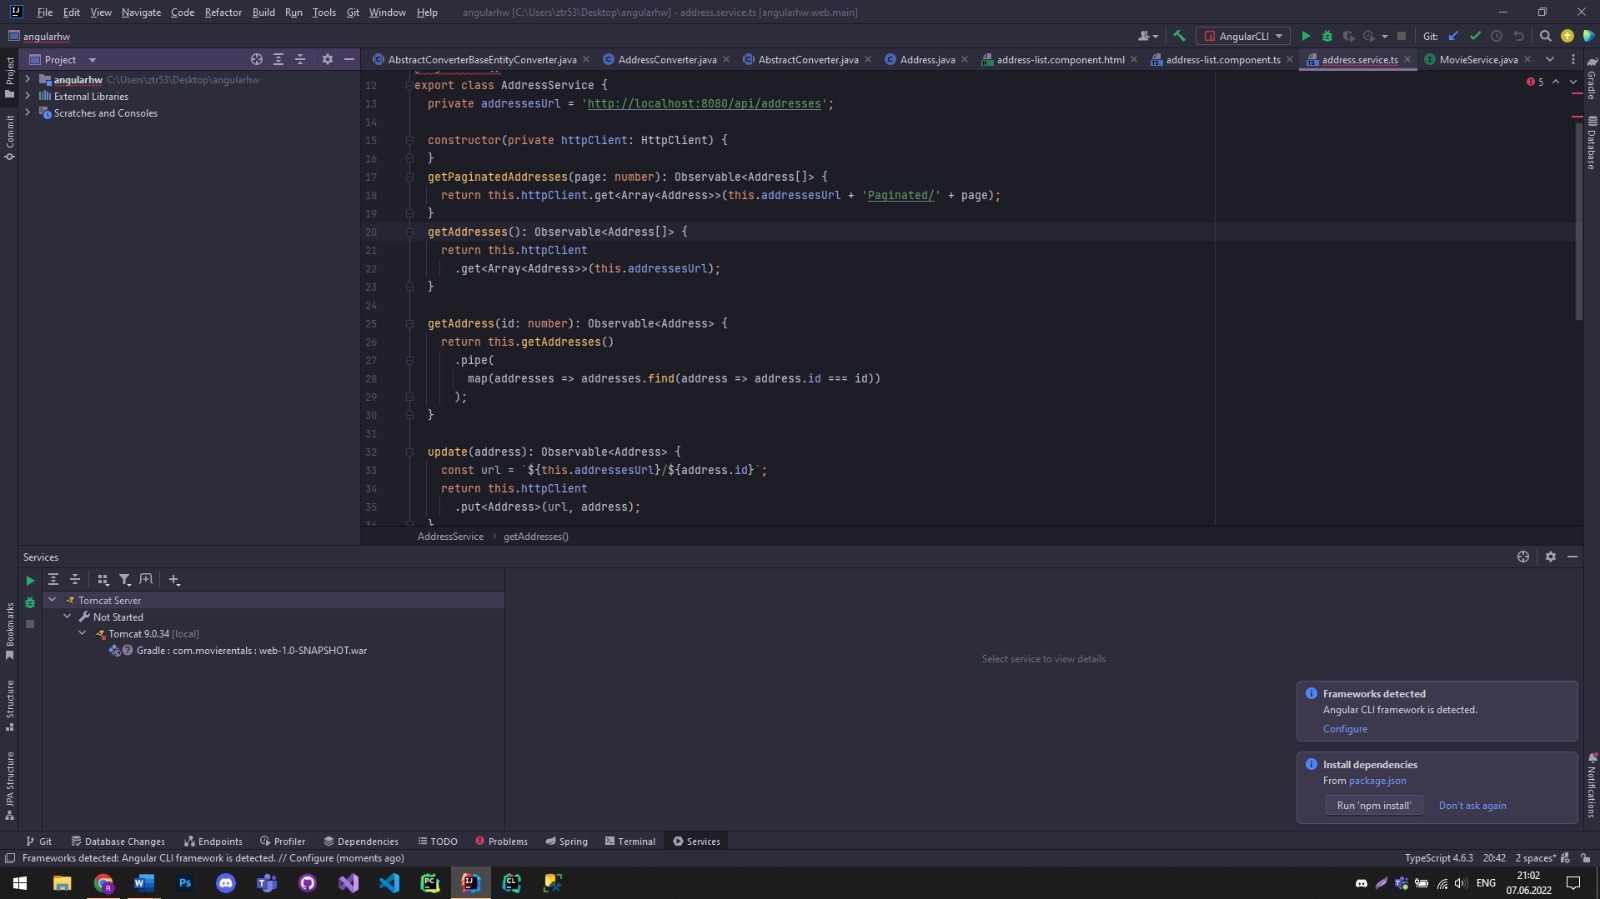 File Edit View Navigate Code Refactor Build Run Tools Git Window Help angularhw [C:\Users\ztr53\Desktop\angularhw] - address.service.ts [angularhw.web.main]
angularhw AngularCLI Git:
Project AbstractConverterBaseEntityConverter.java AddressConverter.java AbstractConverter.java Address.java address-list.component.html address-list.component.ts address.service.ts MovieService.java
angularhw C:\Users\ztr53\Desktop\angularhw
External Libraries
Scratches and Consoles
Project
Commit
Bookmarks
Structure
JPA Structure
Gradle
Database
Notifications
5
12 export class AddressService {
13 private addressesUrl = 'http://localhost:8080/api/addresses';
14
15 constructor(private httpClient: HttpClient) {
16 }
17 getPaginatedAddresses(page: number): Observable<Address[]> {
18 return this.httpClient.get<Array<Address>>(this.addressesUrl + 'Paginated/' + page);
19 }
20 getAddresses(): Observable<Address[]> {
21 return this.httpClient
22 .get<Array<Address>>(this.addressesUrl);
23 }
24
25 getAddress(id: number): Observable<Address> {
26 return this.getAddresses()
27 .pipe(
28 map(addresses => addresses.find(address => address.id === id))
29 );
30 }
31
32 update(address): Observable<Address> {
33 const url = `${this.addressesUrl}/${address.id}`;
34 return this.httpClient
35 .put<Address>(url, address);
36 }
AddressService > getAddresses()
Services
Tomcat Server
Not Started
Tomcat 9.0.34 [local]
Gradle : com.movierentals : web-1.0-SNAPSHOT.war
Select service to view details
Frameworks detected
Angular CLI framework is detected.
Configure
Install dependencies
From package.json
Run 'npm install' Don't ask again
Git Database Changes Endpoints Profiler Dependencies TODO Problems Spring Terminal Services
Frameworks detected: Angular CLI framework is detected. // Configure (moments ago) TypeScript 4.6.3 20:42 2 spaces*
ENG 21:02
07.06.2022